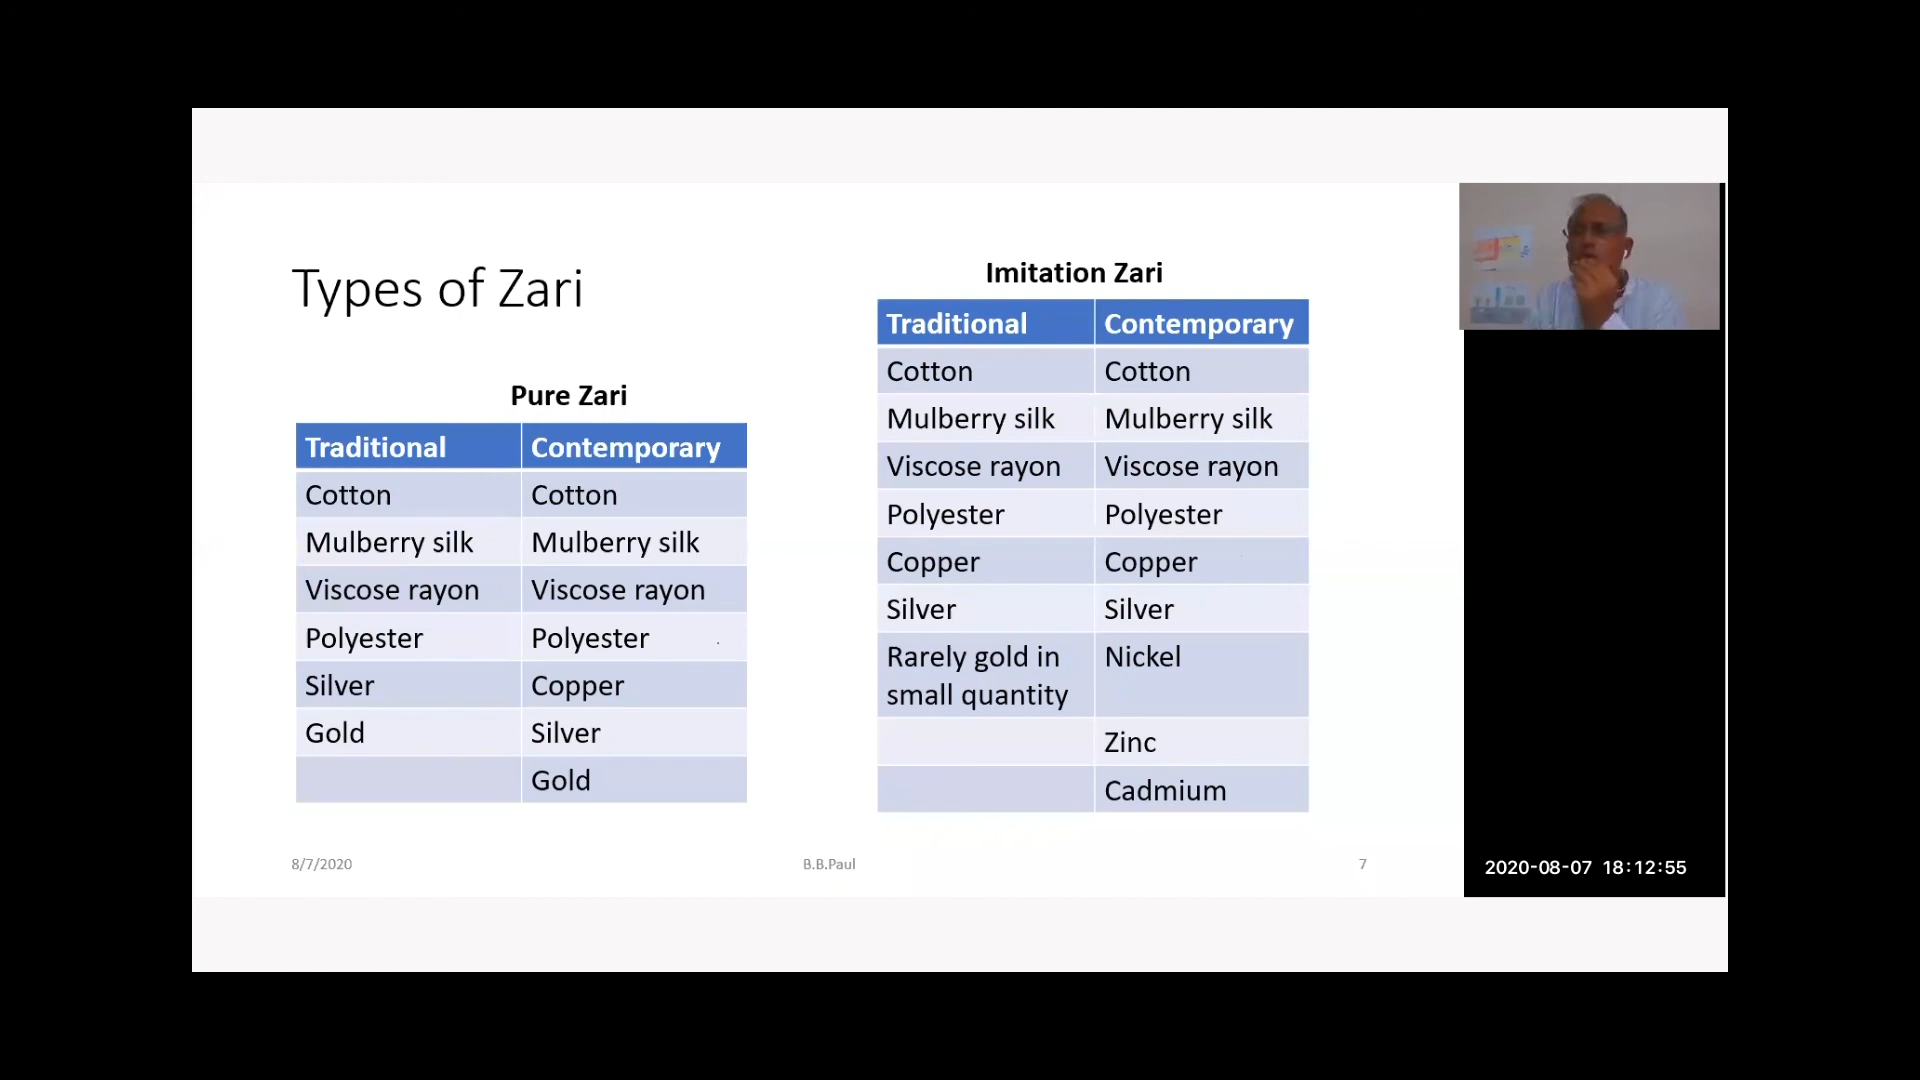 Types of Zari
Pure Zari
Traditional Contemporary
Cotton Cotton
Mulberry silk Mulberry silk
Viscose rayon Viscose rayon
Polyester Polyester
Silver Copper
Gold Silver
Gold
Imitation Zari
Traditional Contemporary
Cotton Cotton
Mulberry silk Mulberry silk
Viscose rayon Viscose rayon
Polyester Polyester
Copper Copper
Silver Silver
Rarely gold in Nickel
small quantity
Zinc
Cadmium
8/7/2020 B.B.Paul 7
2020-08-07 18:12:55